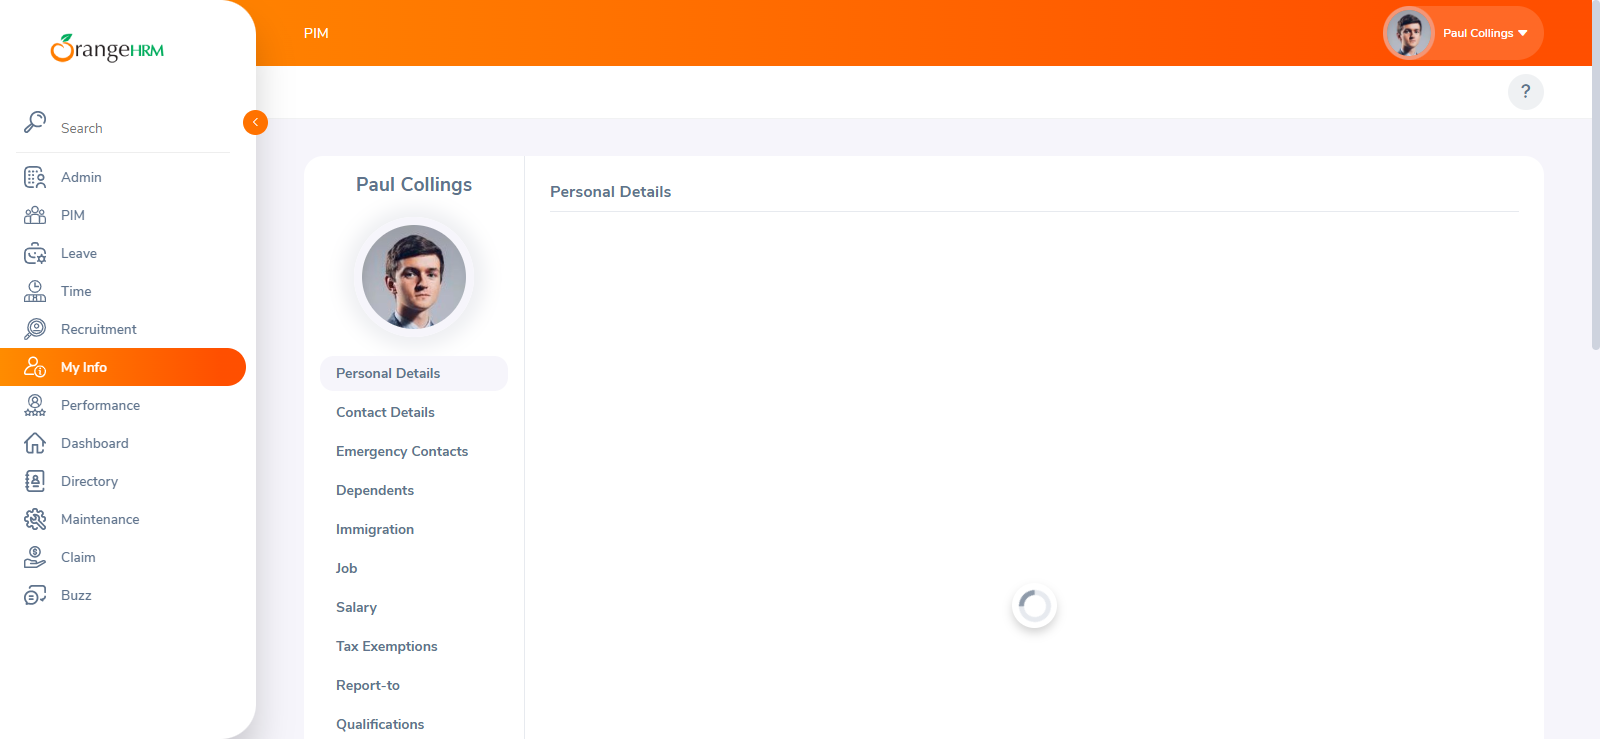 OrangeHRM
PIM
Paul Collings
?
Search
Admin
PIM
Leave
Time
Recruitment
My Info
Performance
Dashboard
Directory
Maintenance
Claim
Buzz
Paul Collings
Personal Details
Contact Details
Emergency Contacts
Dependents
Immigration
Job
Salary
Tax Exemptions
Report-to
Qualifications
Personal Details